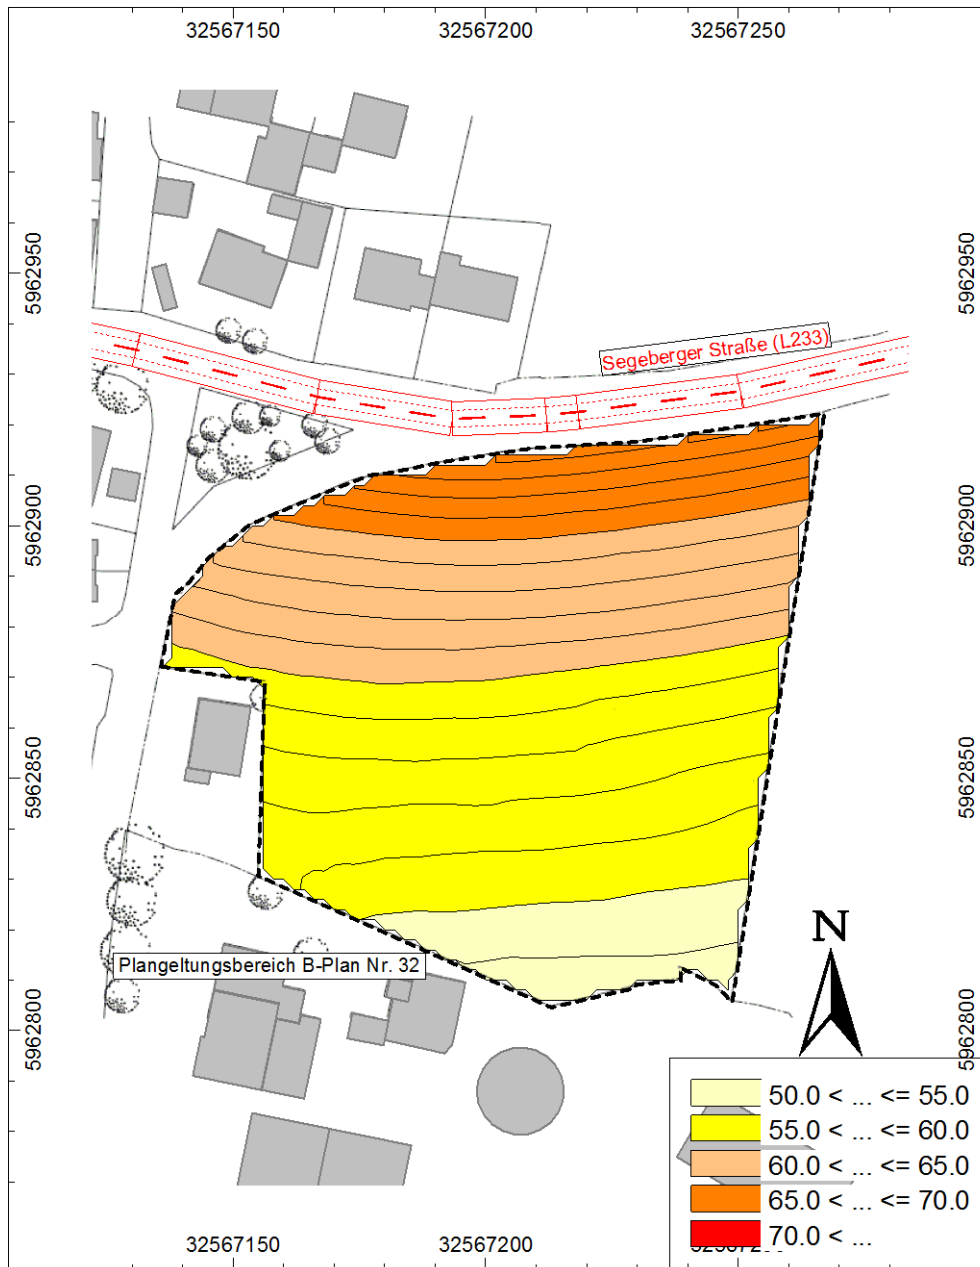 32567150 32567200 32567250
5962950 5962950
Segeberger Straße (L233)
5962900 5962900
5962850 5962850
N
Plangeltungsbereich B-Plan Nr. 32
5962800 5962800
50.0 < ... <= 55.0
55.0 < ... <= 60.0
60.0 < ... <= 65.0
65.0 < ... <= 70.0
70.0 < ...
32567150 32567200